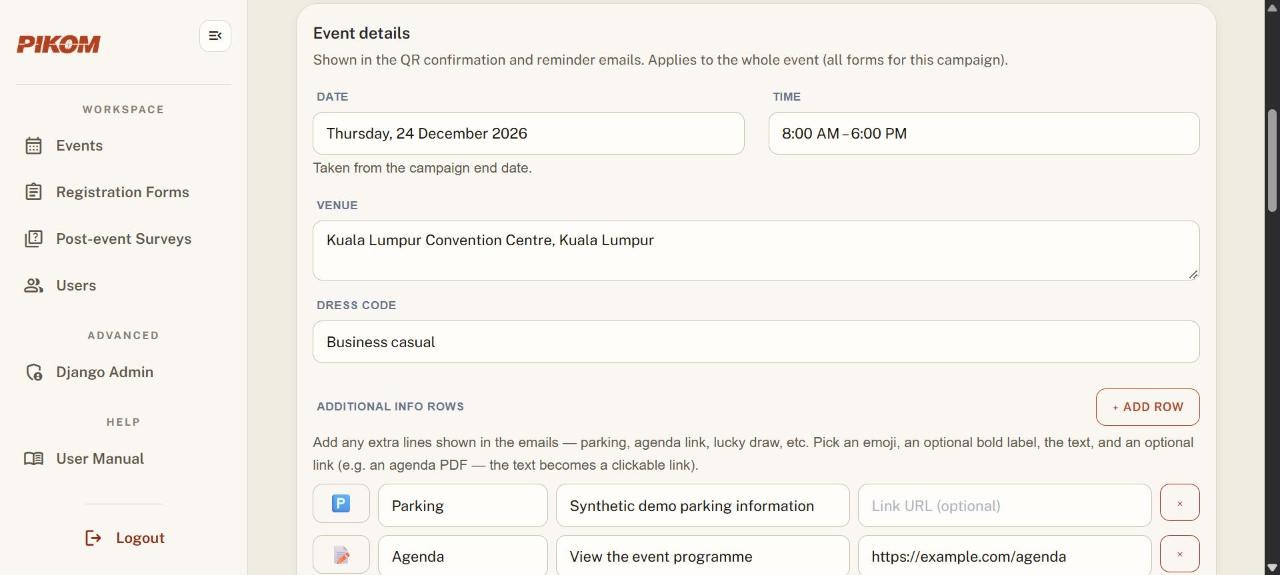 PIKOM
WORKSPACE
Events
Registration Forms
Post-event Surveys
Users
ADVANCED
Django Admin
HELP
User Manual
Logout
Event details
Shown in the QR confirmation and reminder emails. Applies to the whole event (all forms for this campaign).
DATE
TIME
Thursday, 24 December 2026
8:00 AM – 6:00 PM
Taken from the campaign end date.
VENUE
Kuala Lumpur Convention Centre, Kuala Lumpur
DRESS CODE
Business casual
ADDITIONAL INFO ROWS
+ ADD ROW
Add any extra lines shown in the emails — parking, agenda link, lucky draw, etc. Pick an emoji, an optional bold label, the text, and an optional
link (e.g. an agenda PDF — the text becomes a clickable link).
P Parking Synthetic demo parking information Link URL (optional) ×
Agenda View the event programme https://example.com/agenda ×